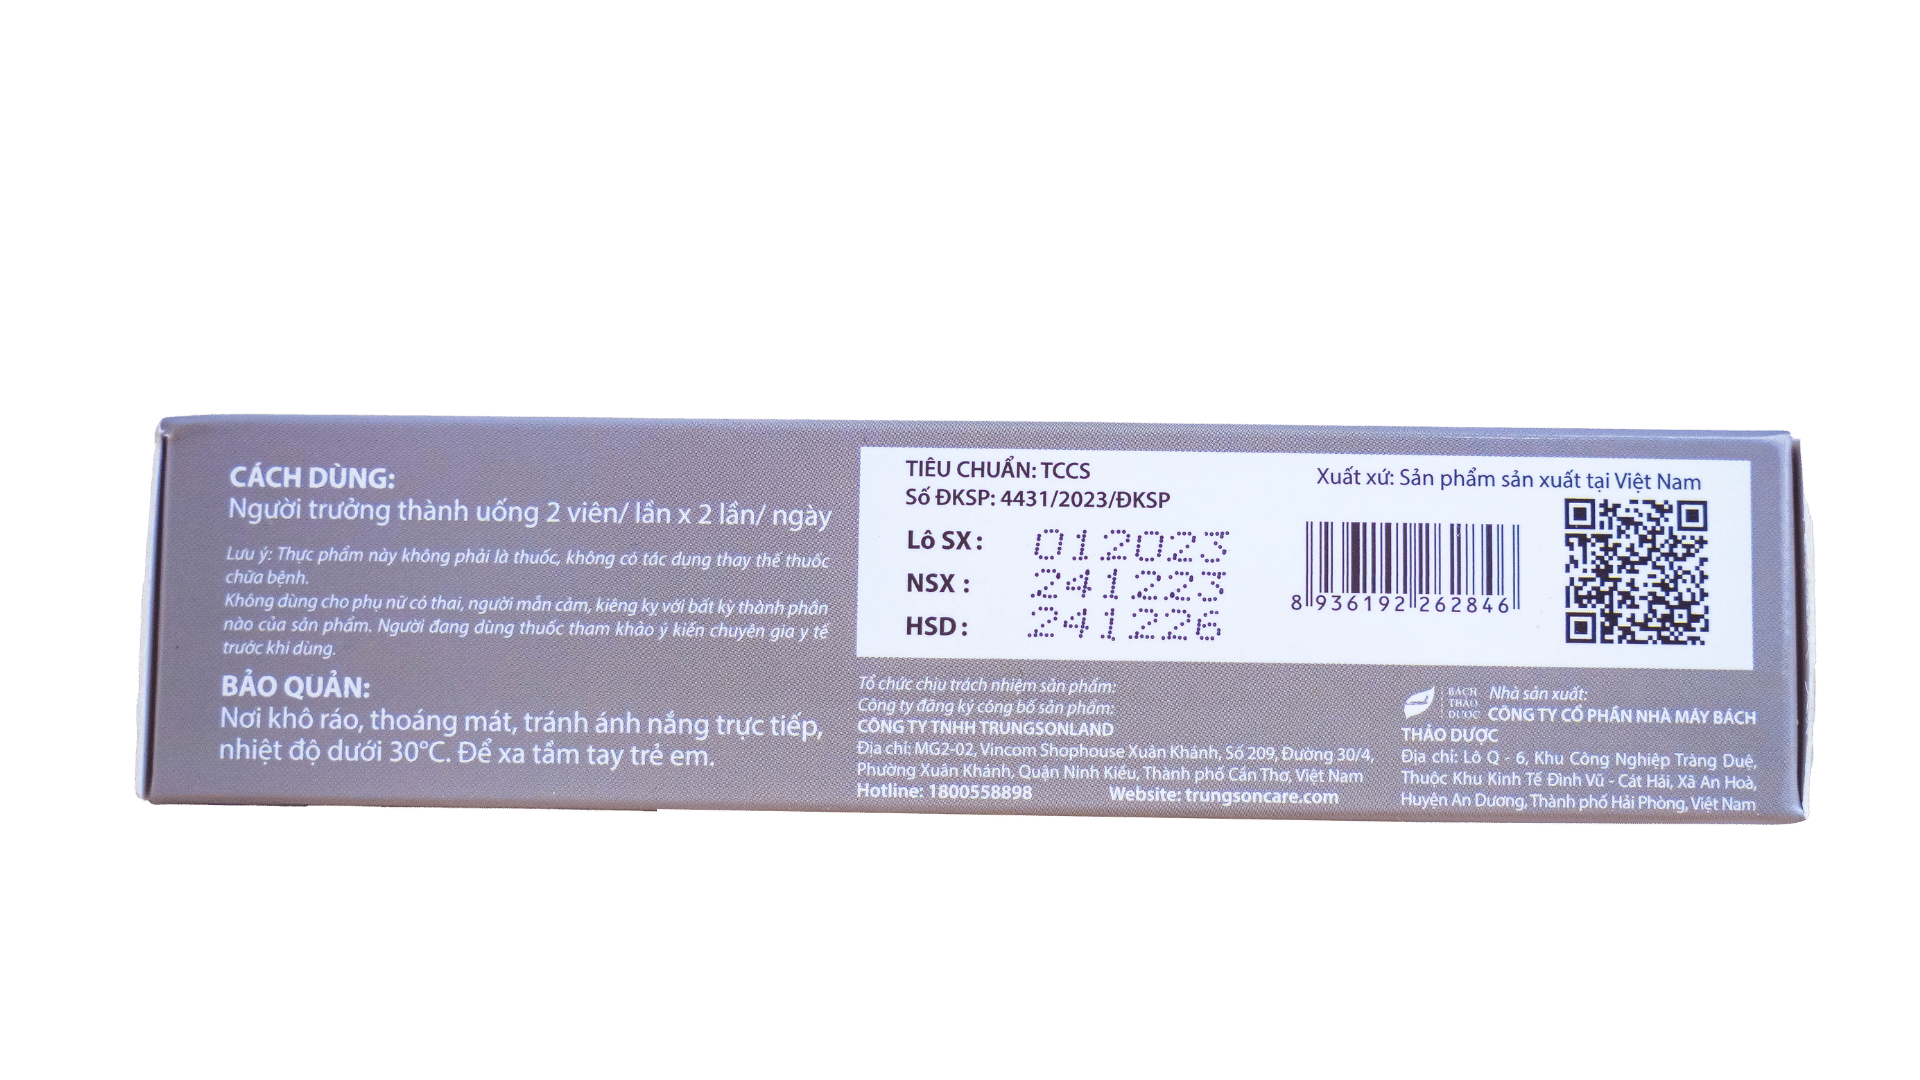 CÁCH DÙNG:
Người trưởng thành uống 2 viên/ lần x 2 lần/ ngày
Lưu ý: Thực phẩm này không phải là thuốc, không có tác dụng thay thế thuốc
chữa bệnh.
Không dùng cho phụ nữ có thai, người mẫn cảm, kiêng kỵ với bất kỳ thành phần
nào của sản phẩm. Người đang dùng thuốc tham khảo ý kiến chuyên gia y tế
trước khi dùng.
BẢO QUẢN:
Nơi khô ráo, thoáng mát, tránh ánh nắng trực tiếp,
nhiệt độ dưới 30°C. Để xa tầm tay trẻ em.
TIÊU CHUẨN: TCCS
Số ĐKSP: 4431/2023/ĐKSP
Lô SX: 012023
NSX : 241223
HSD: 241226
Xuất xứ: Sản phẩm sản xuất tại Việt Nam
8 936192 262846
Tổ chức chịu trách nhiệm sản phẩm:
Công ty đăng ký công bố sản phẩm:
CÔNG TY TNHH TRUNGSONLAND
Địa chỉ: MG2-02, Vincom Shophouse Xuân Khánh, Số 209, Đường 30/4,
Phường Xuân Khánh, Quận Ninh Kiều, Thành phố Cần Thơ, Việt Nam
Hotline: 1800558898 Website: trungsoncare.com
BÁCH
THẢO
DƯỢC
Nhà sản xuất:
CÔNG TY CỔ PHẦN NHÀ MÁY BÁCH
THẢO DƯỢC
Địa chỉ: Lô Q - 6, Khu Công Nghiệp Tràng Duệ,
Thuộc Khu Kinh Tế Đình Vũ - Cát Hải, Xã An Hoà,
Huyện An Dương, Thành phố Hải Phòng, Việt Nam